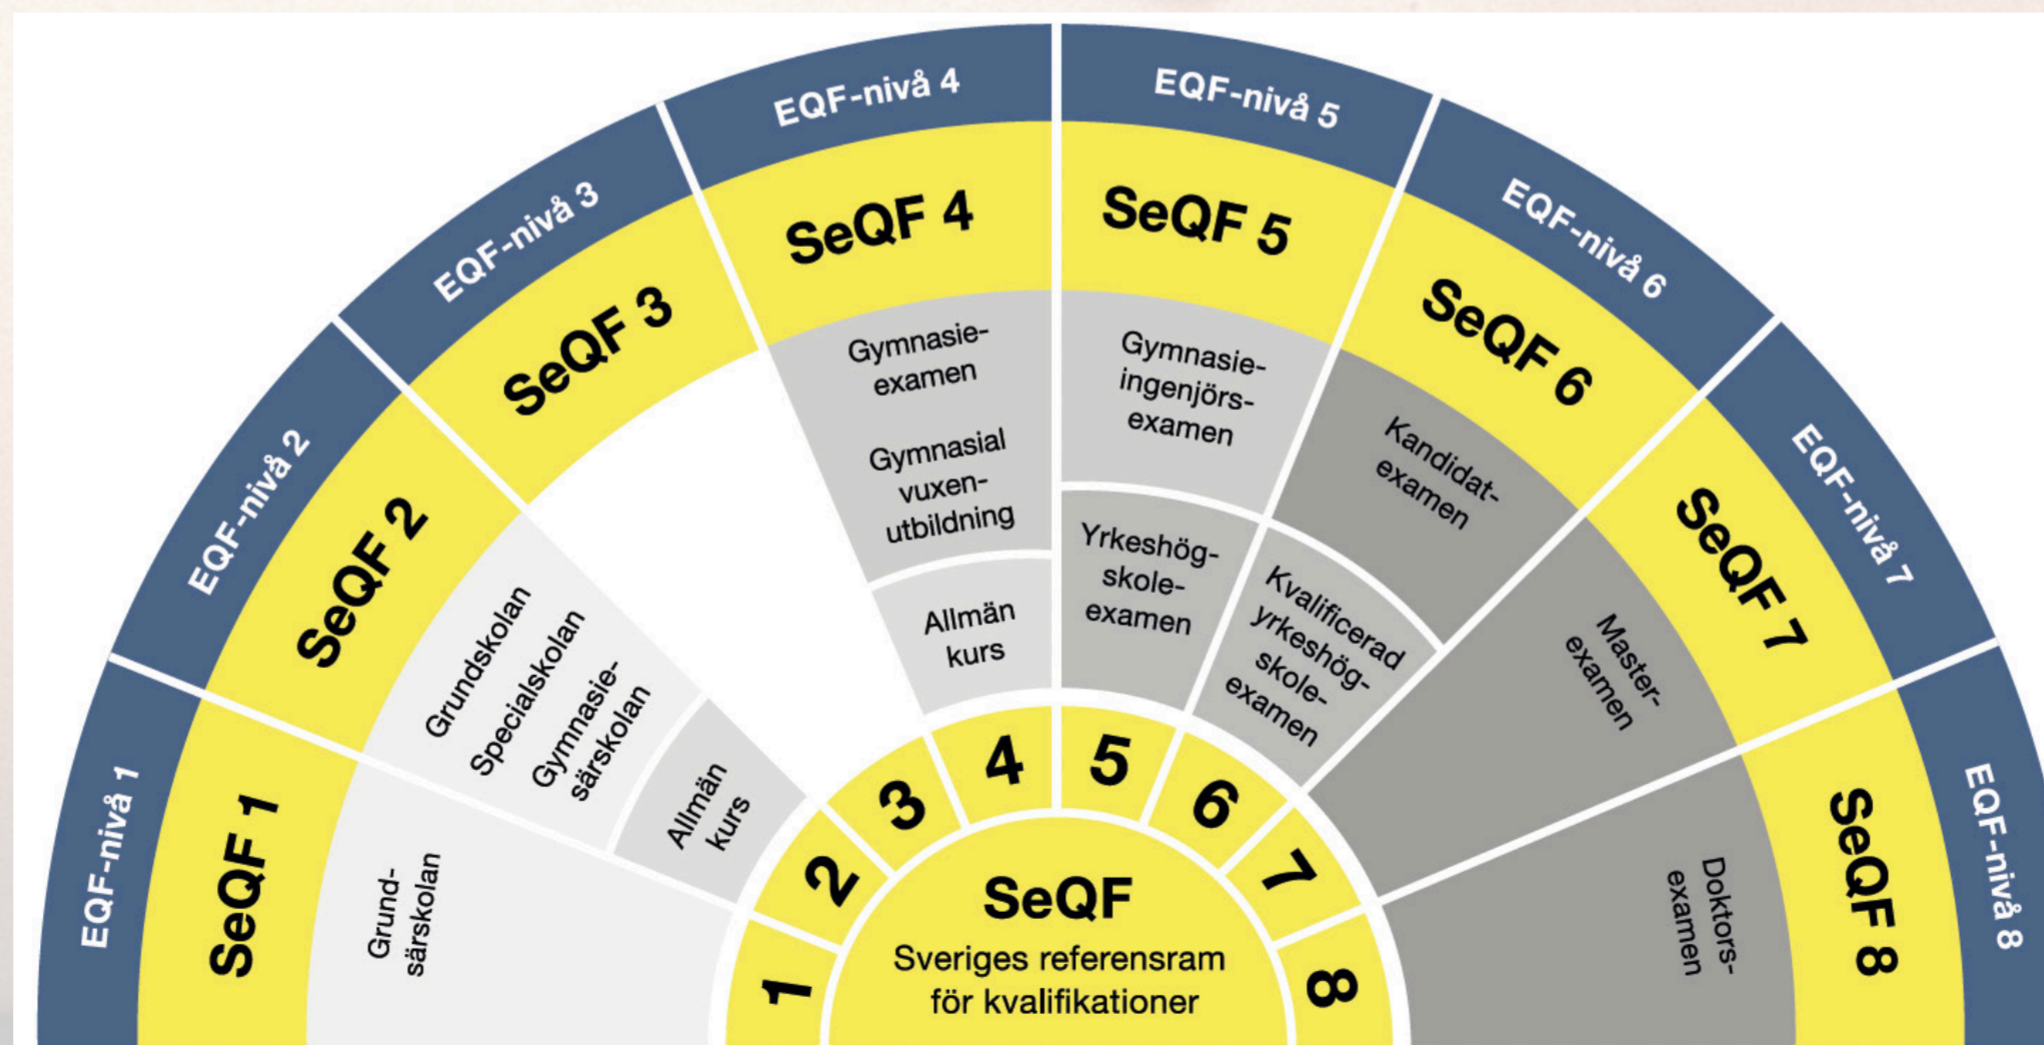 EQF-nivå 1
SeQF 1
Grund-
särskolan
EQF-nivå 2
SeQF 2
Grundskolan
Specialskolan
Gymnasie-
särskolan
Allmän
kurs
EQF-nivå 3
SeQF 3
EQF-nivå 4
SeQF 4
Gymnasie-
examen
Gymnasial
vuxen-
utbildning
Allmän
kurs
EQF-nivå 5
SeQF 5
Gymnasie-
ingenjörs-
examen
Yrkeshög-
skole-
examen
EQF-nivå 6
SeQF 6
Kandidat-
examen
Kvalificerad
yrkeshög-
skole-
examen
EQF-nivå 7
SeQF 7
Master-
examen
EQF-nivå 8
SeQF 8
Doktors-
examen
1
2
3
4
5
6
7
8
SeQF
Sveriges referensram
för kvalifikationer